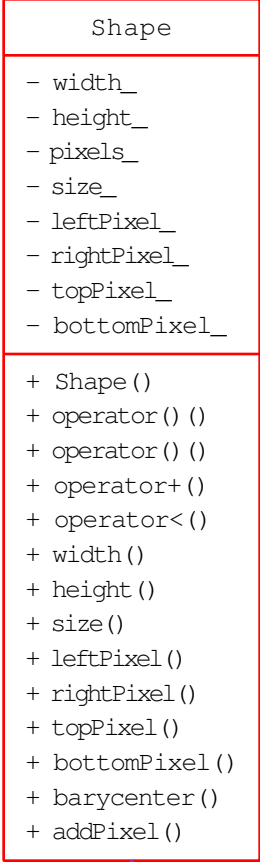 Shape
- width_
- height_
- pixels_
- size_
- leftPixel_
- rightPixel_
- topPixel_
- bottomPixel_
+ Shape()
+ operator()()
+ operator()()
+ operator+()
+ operator<()
+ width()
+ height()
+ size()
+ leftPixel()
+ rightPixel()
+ topPixel()
+ bottomPixel()
+ barycenter()
+ addPixel()